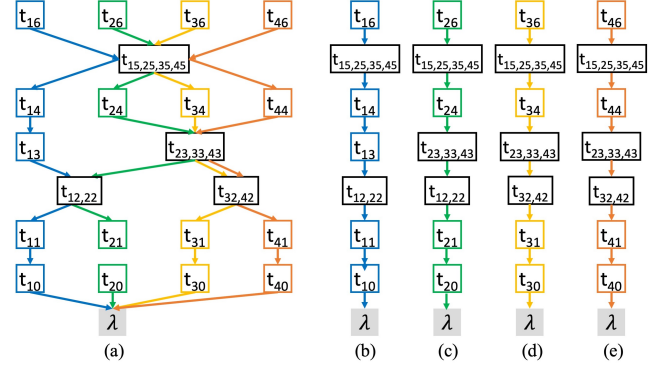 t16 t26 t36 t46 t16 t26 t36 t46
t15,25,35,45 t15,25,35,45 t15,25,35,45 t15,25,35,45 t15,25,35,45
t14 t24 t34 t44 t14 t24 t34 t44
t13 t23,33,43 t13 t23,33,43 t23,33,43 t23,33,43
t12,22 t32,42 t12,22 t12,22 t32,42 t32,42
t11 t21 t31 t41 t11 t21 t31 t41
t10 t20 t30 t40 t10 t20 t30 t40
λ λ λ λ λ
(a) (b) (c) (d) (e)